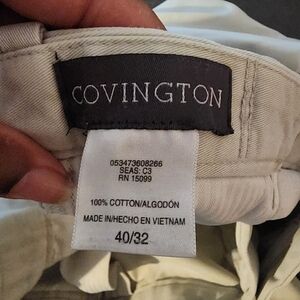 COVINGTON
053473608266
SEAS: C3
RN 15099
100% COTTON/ALGODÓN
MADE IN/HECHO EN VIETNAM
40/32